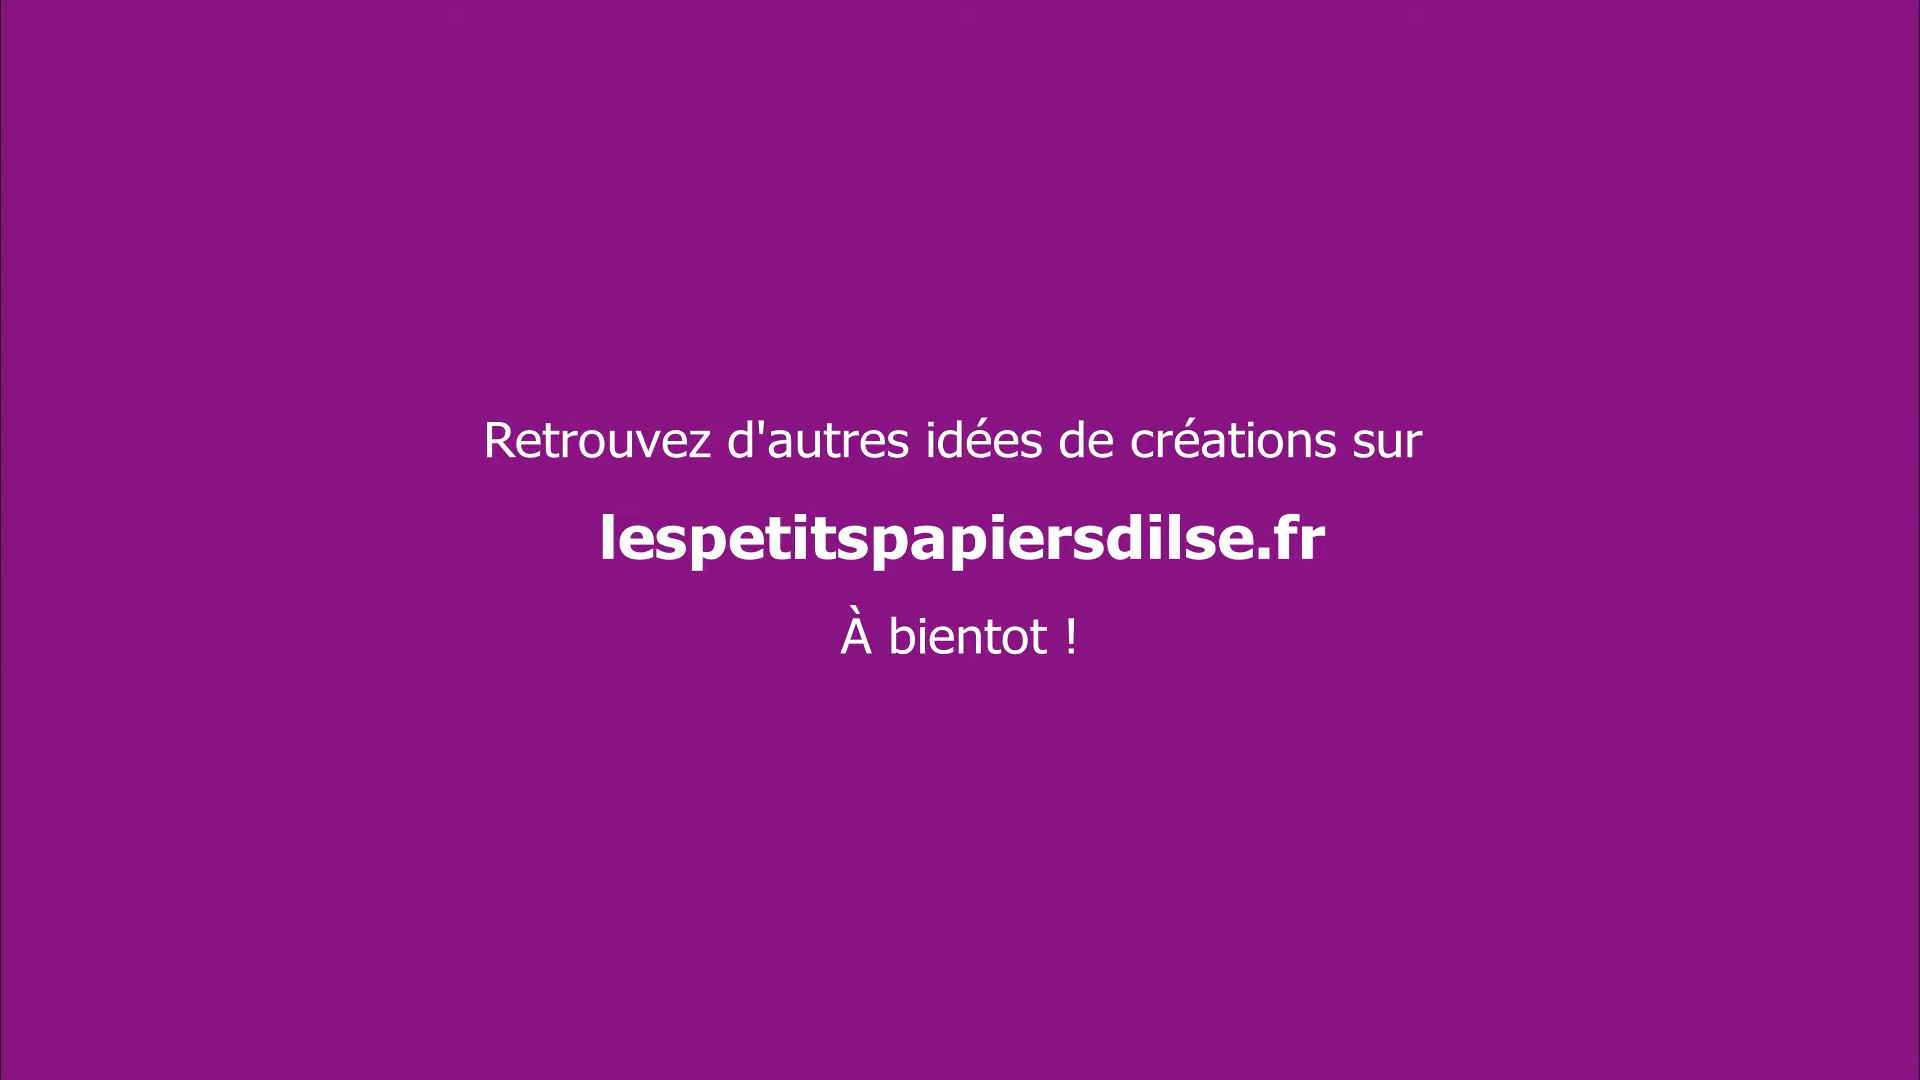 Retrouvez d'autres idées de créations sur
lespetitspapiersdilse.fr
À bientot !